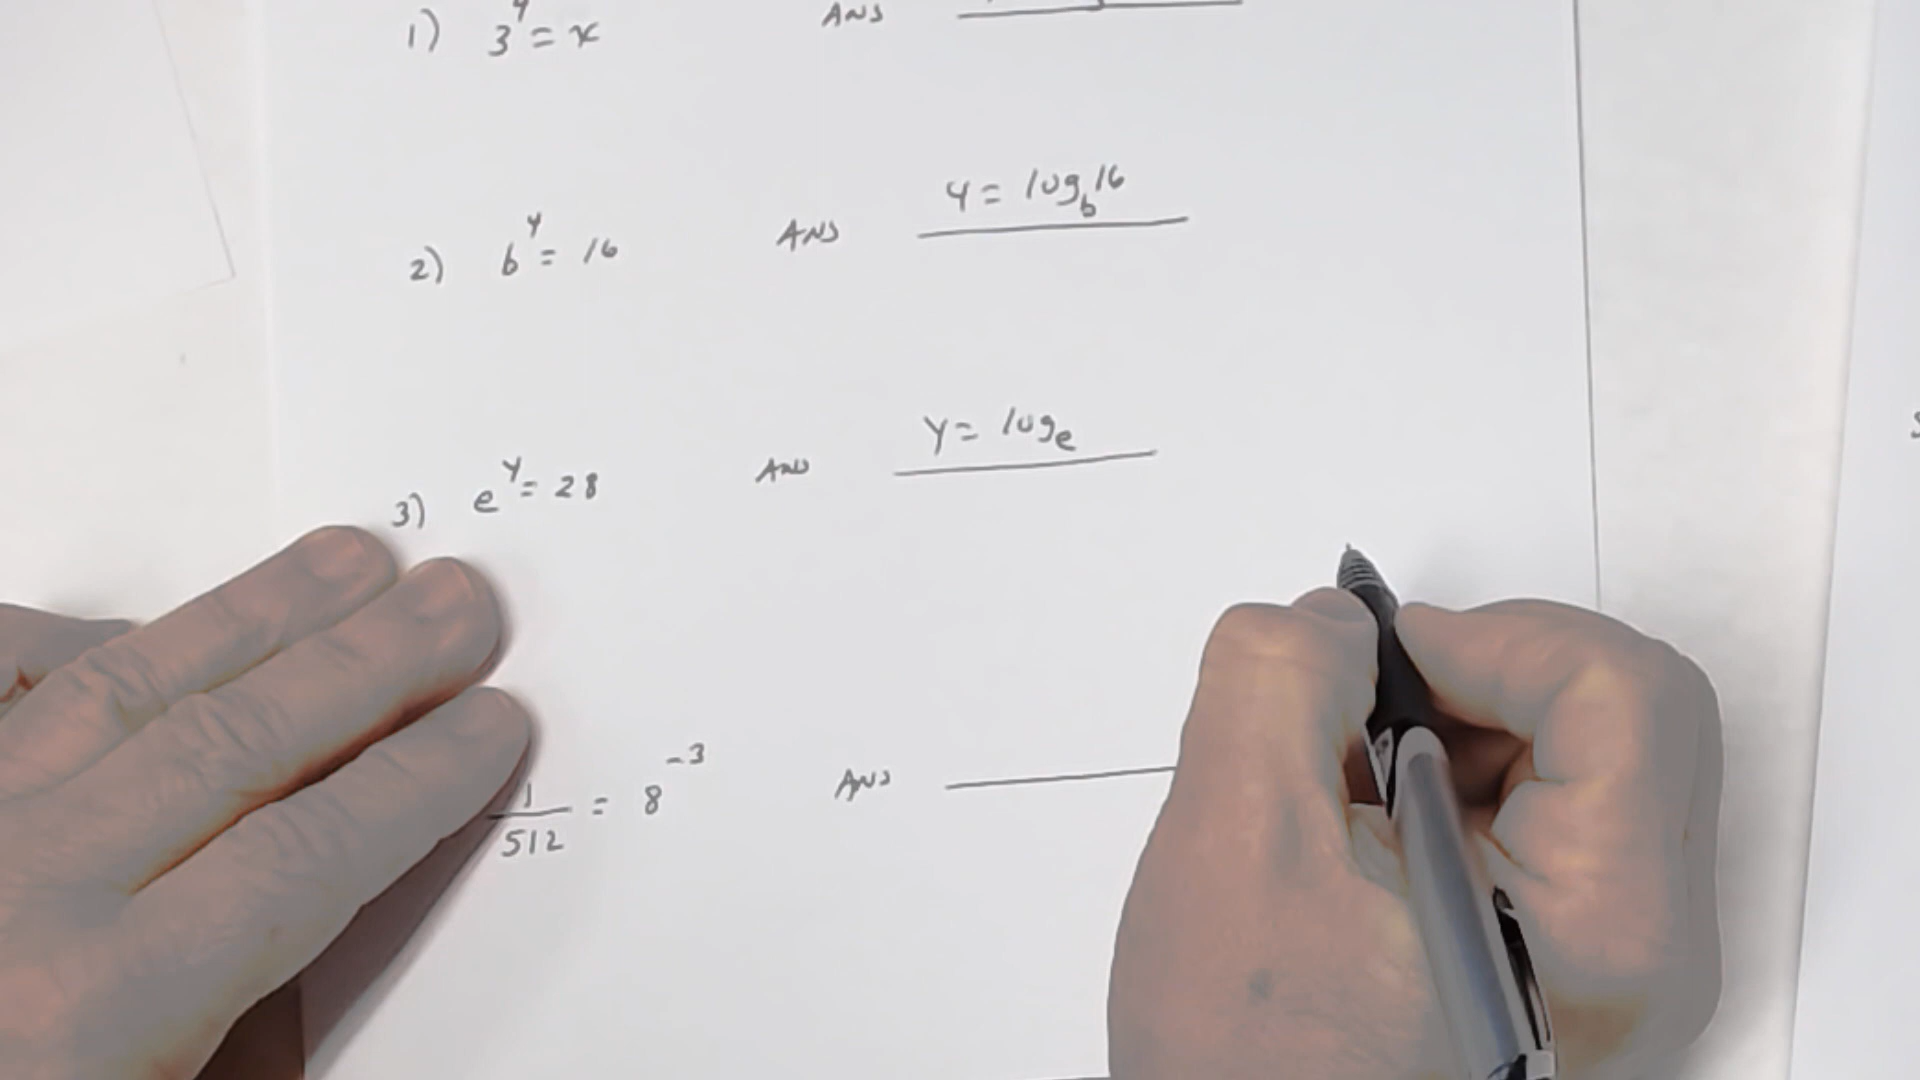 1) 3^y = x ANS
2) b^y = 16 ANS y = log_b 16
3) e^y = 28 ANS y = log_e
1/512 = 8^-3 ANS